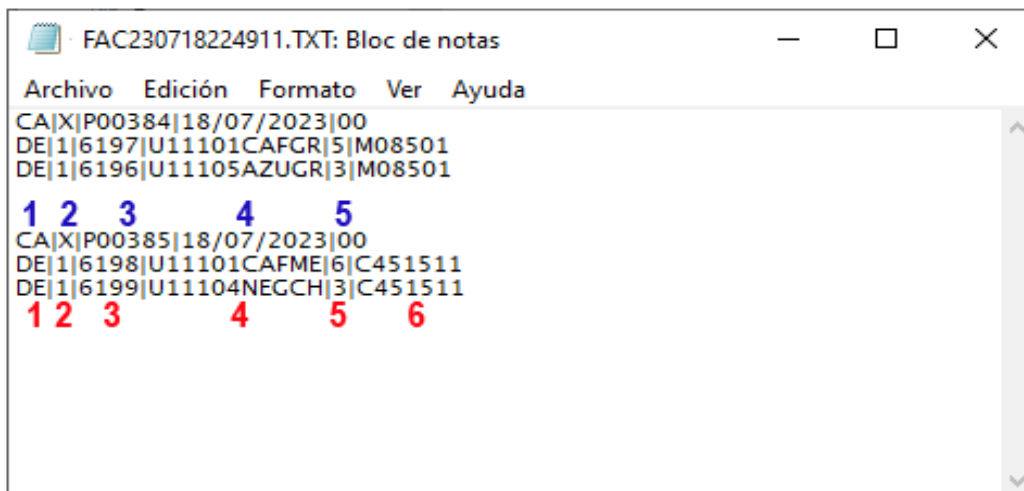 FAC230718224911.TXT: Bloc de notas
Archivo Edición Formato Ver Ayuda
CA|X|P00384|18/07/2023|00
DE|1|6197|U11101CAFGR|5|M08501
DE|1|6196|U11105AZUGR|3|M08501
1 2 3 4 5
CA|X|P00385|18/07/2023|00
DE|1|6198|U11101CAFME|6|C451511
DE|1|6199|U11104NEGCH|3|C451511
1 2 3 4 5 6